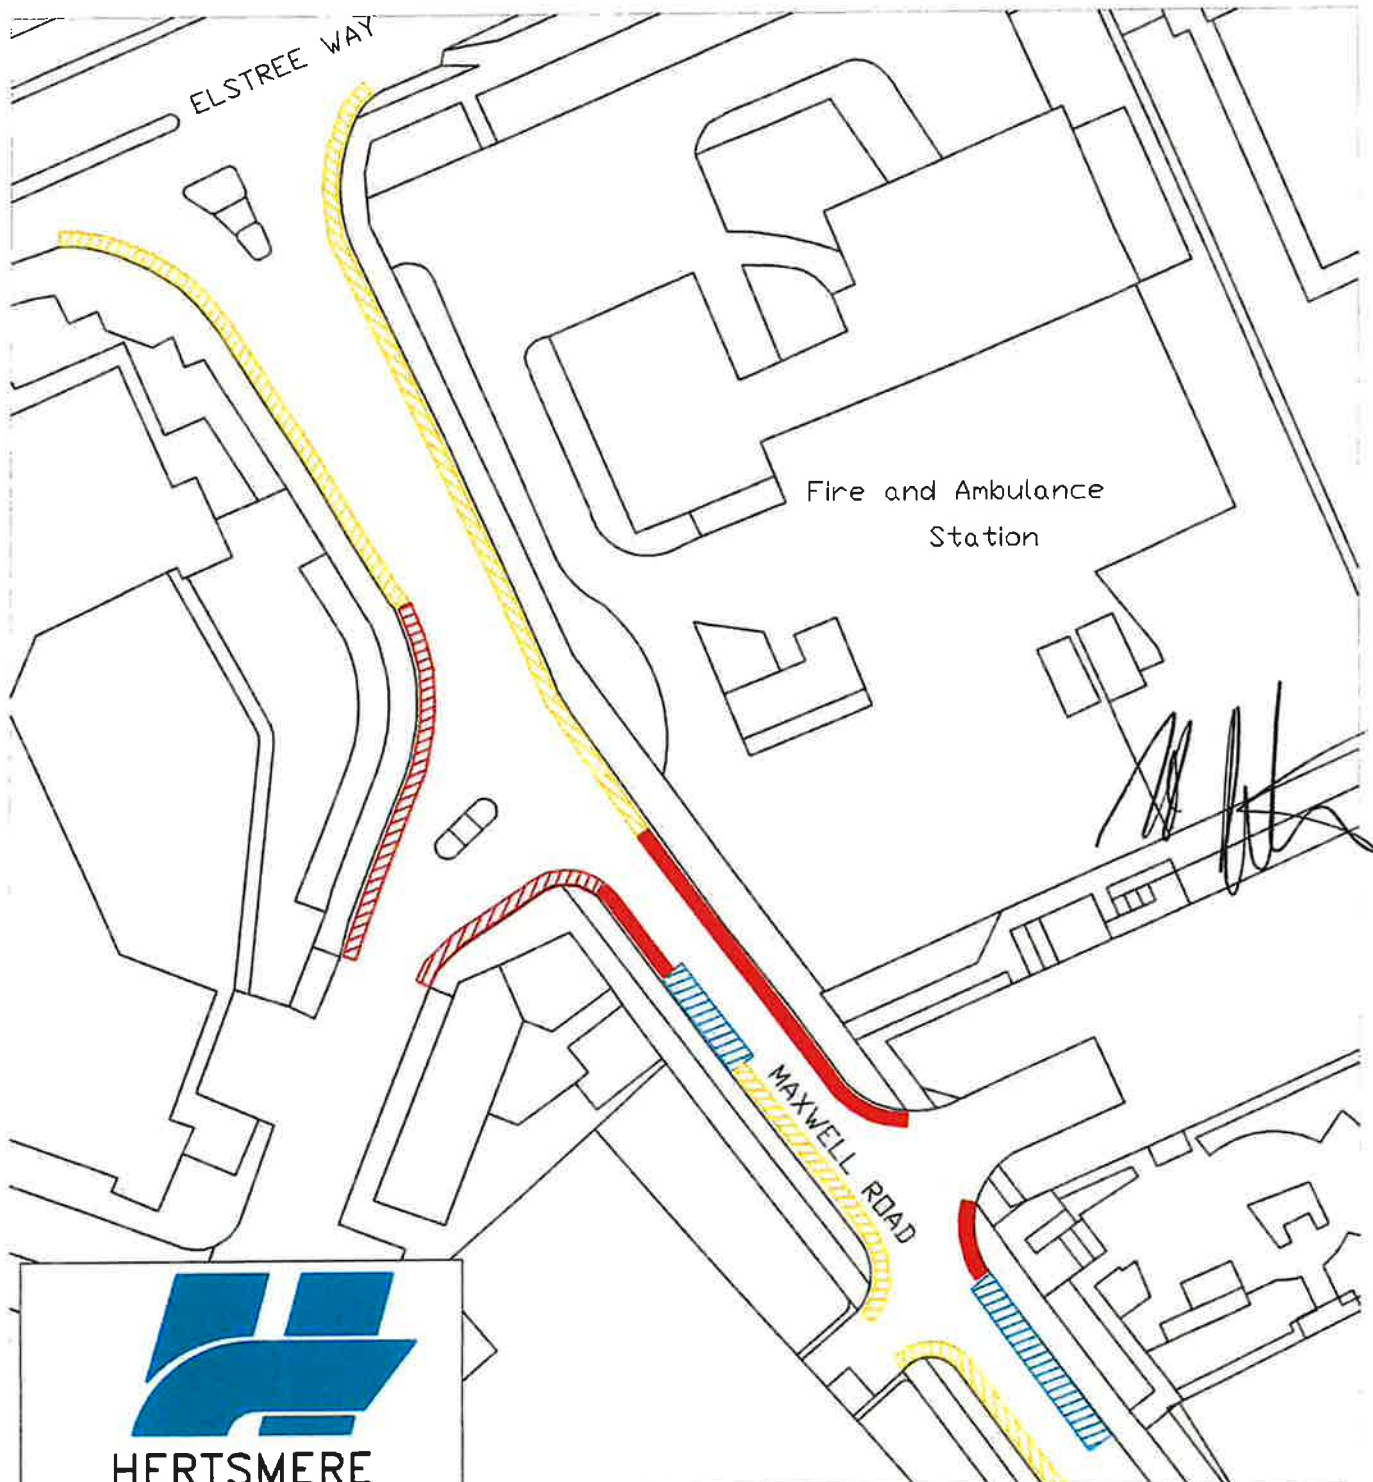 ELSTREE WAY
Fire and Ambulance
Station
MAXWELL ROAD
HERTSMERE